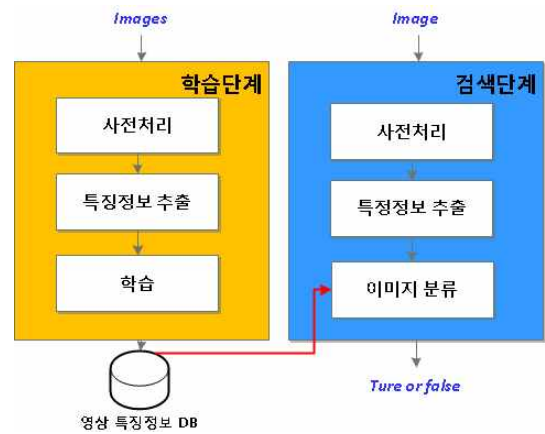 Images
학습단계
사전처리
특징정보 추출
학습
영상 특징정보 DB
Image
검색단계
사전처리
특정정보 추출
이미지 분류
Ture or false